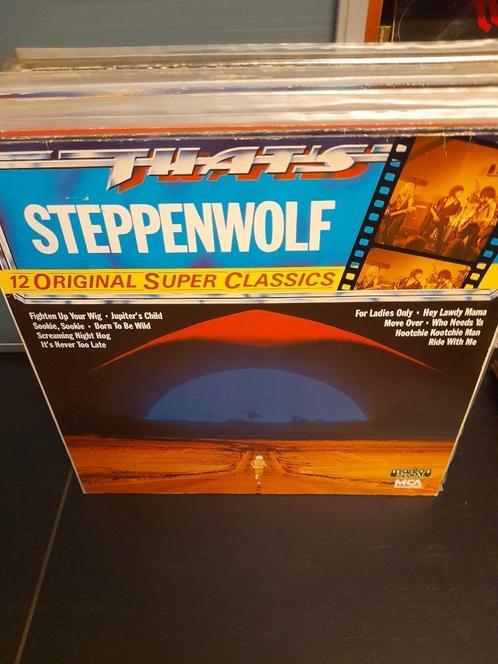 THAT'S
STEPPENWOLF
12 ORIGINAL SUPER CLASSICS
Fighten Up Your Wig • Jupiter's Child
Sookie, Sookie • Born To Be Wild
Screaming Night Hog
It's Never Too Late
For Ladies Only • Hey Lawdy Mama
Move Over • Who Needs Ya
Hootchie Kootchie Man
Ride With Me
MCA